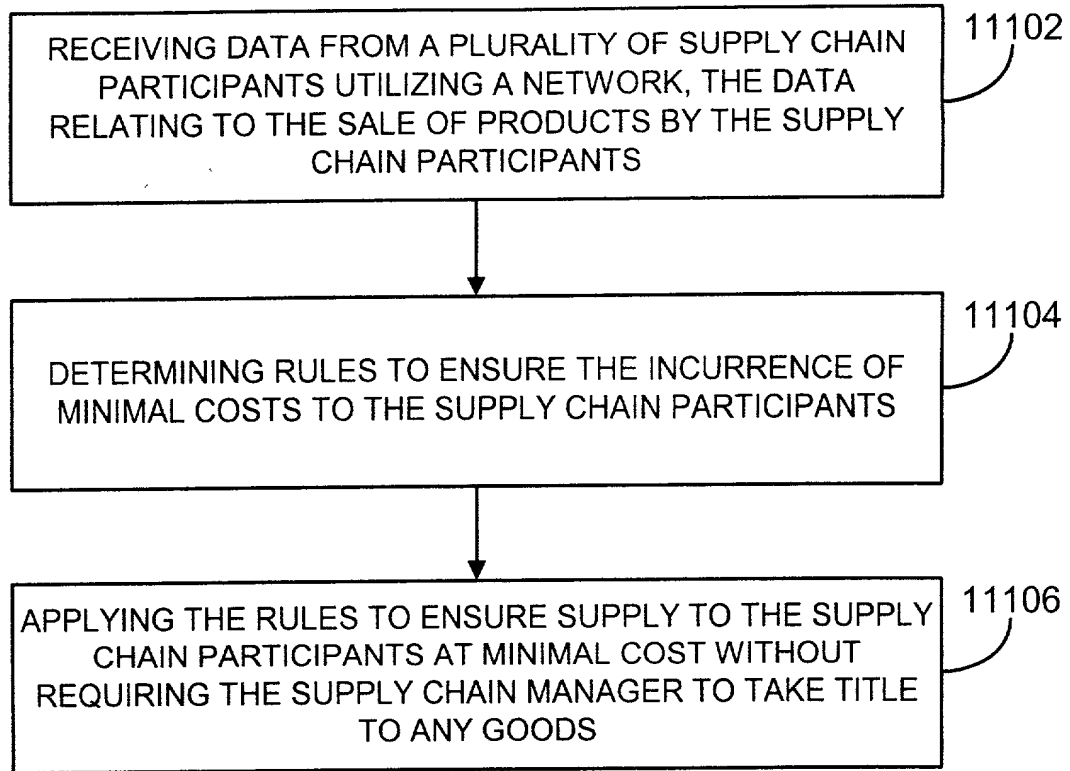 RECEIVING DATA FROM A PLURALITY OF SUPPLY CHAIN
PARTICIPANTS UTILIZING A NETWORK, THE DATA
RELATING TO THE SALE OF PRODUCTS BY THE SUPPLY
CHAIN PARTICIPANTS
11102
DETERMINING RULES TO ENSURE THE INCURRENCE OF
MINIMAL COSTS TO THE SUPPLY CHAIN PARTICIPANTS
11104
APPLYING THE RULES TO ENSURE SUPPLY TO THE SUPPLY
CHAIN PARTICIPANTS AT MINIMAL COST WITHOUT
REQUIRING THE SUPPLY CHAIN MANAGER TO TAKE TITLE
TO ANY GOODS
11106